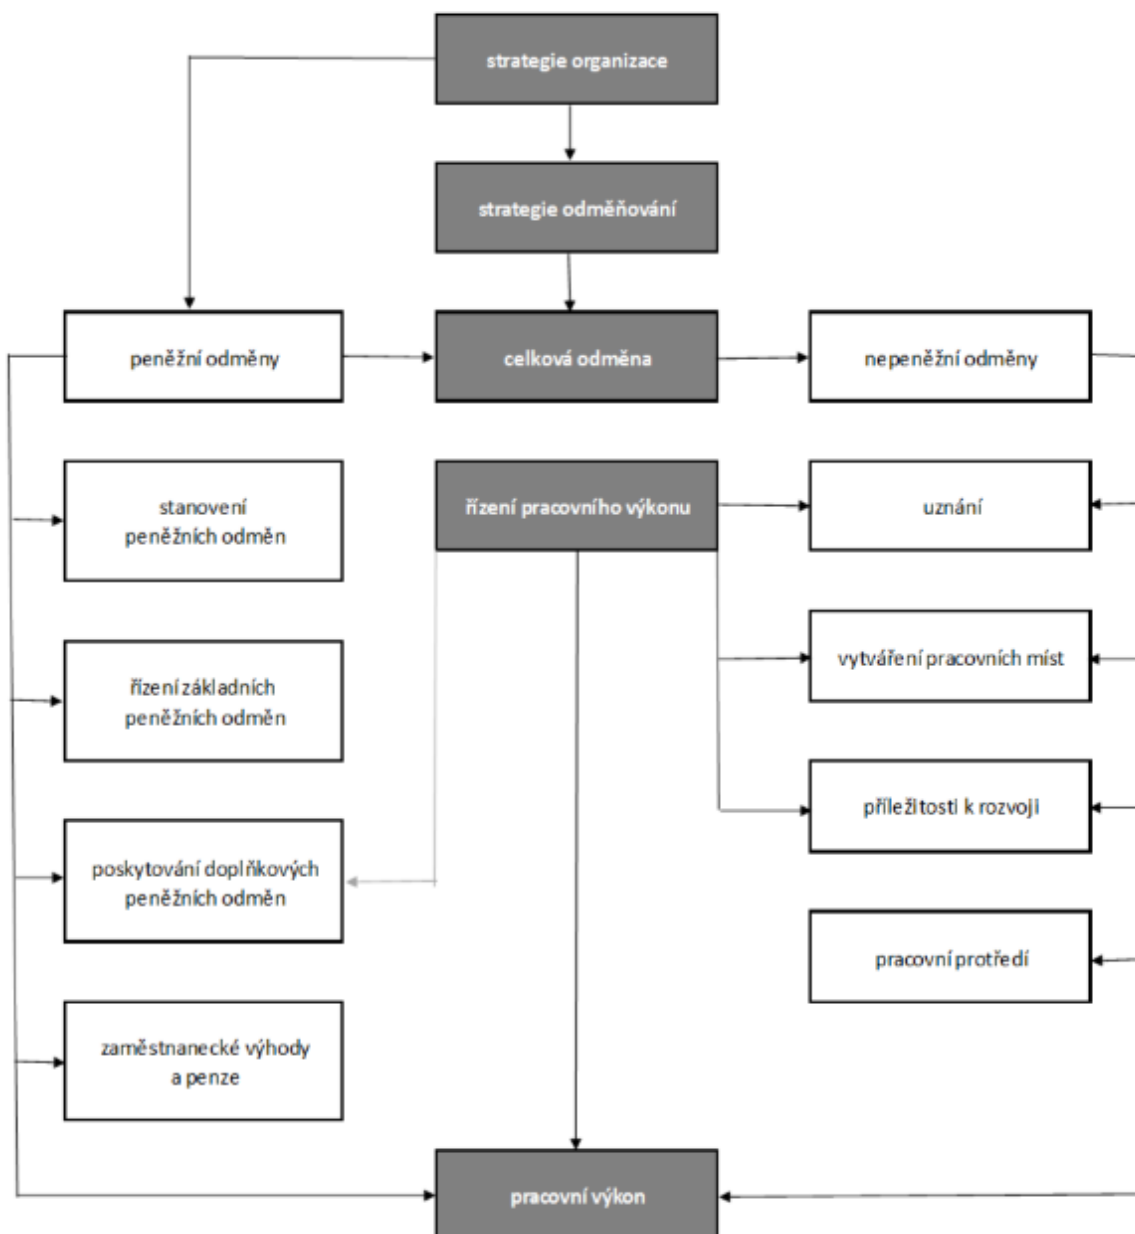 strategie organizace
strategie odměňování
peněžní odměny
celková odměna
nepeněžní odměny
stanovení
peněžních odměn
řízení pracovního výkonu
uznání
řízení základních
peněžních odměn
vytváření pracovních míst
poskytování doplňkových
peněžních odměn
příležitosti k rozvoji
pracovní protředí
zaměstnanecké výhody
a penze
pracovní výkon